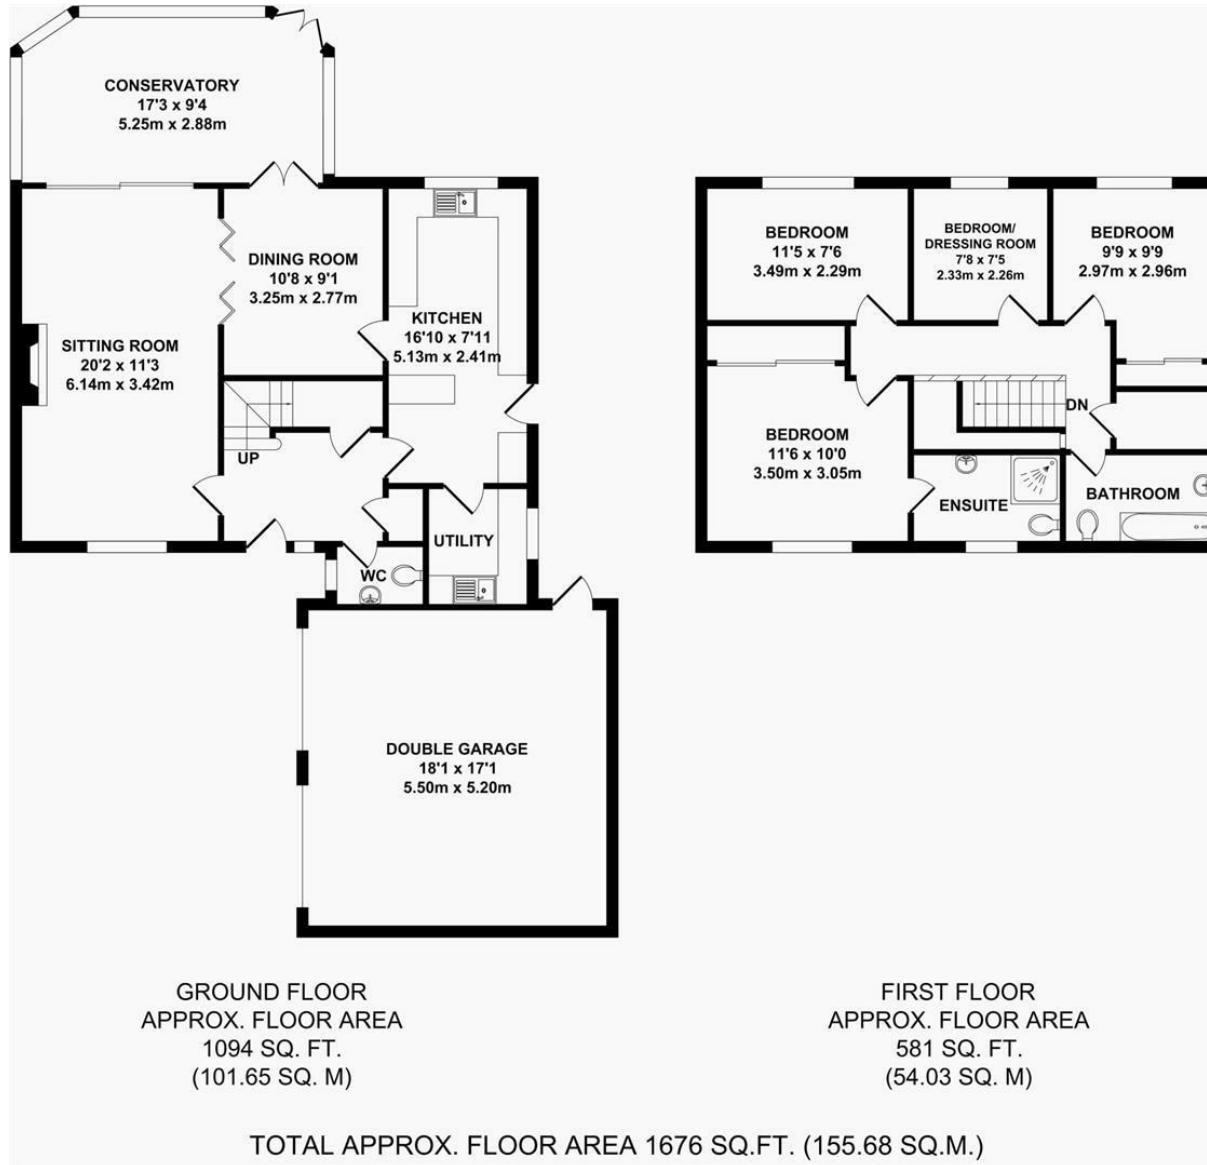 CONSERVATORY
17'3 x 9'4
5.25m x 2.88m
DINING ROOM
10'8 x 9'1
3.25m x 2.77m
KITCHEN
16'10 x 7'11
5.13m x 2.41m
SITTING ROOM
20'2 x 11'3
6.14m x 3.42m
UP
UTILITY
WC
DOUBLE GARAGE
18'1 x 17'1
5.50m x 5.20m
GROUND FLOOR
APPROX. FLOOR AREA
1094 SQ. FT.
(101.65 SQ. M)
BEDROOM
11'5 x 7'6
3.49m x 2.29m
BEDROOM/
DRESSING ROOM
7'8 x 7'5
2.33m x 2.26m
BEDROOM
9'9 x 9'9
2.97m x 2.96m
DN
BEDROOM
11'6 x 10'0
3.50m x 3.05m
ENSUITE
BATHROOM
FIRST FLOOR
APPROX. FLOOR AREA
581 SQ. FT.
(54.03 SQ. M)
TOTAL APPROX. FLOOR AREA 1676 SQ.FT. (155.68 SQ.M.)